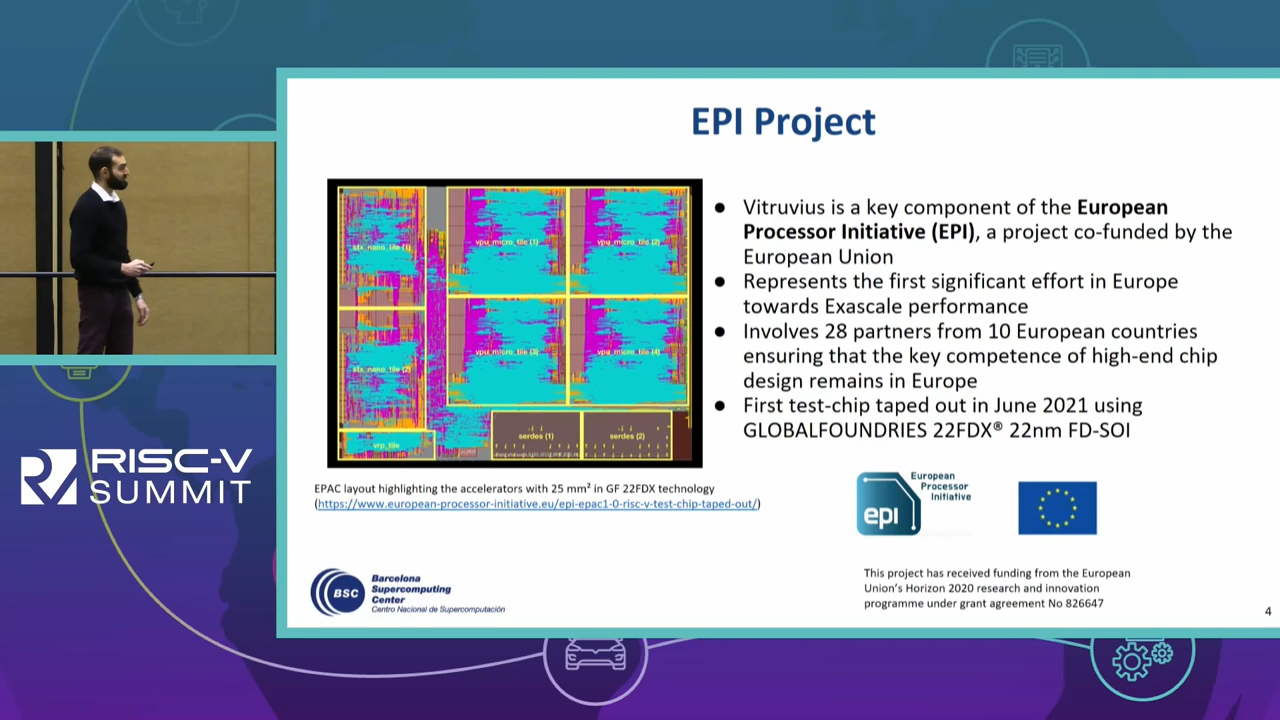 EPI Project
stx_nano_tile (1)
vpu_micro_tile (1)
vpu_micro_tile (2)
stx_nano_tile (2)
vpu_micro_tile (3)
vpu_micro_tile (4)
vrp_tile
serdes (1)
serdes (2)
EPAC layout highlighting the accelerators with 25 mm² in GF 22FDX technology
(https://www.european-processor-initiative.eu/epi-epac1-0-risc-v-test-chip-taped-out/)
● Vitruvius is a key component of the European
Processor Initiative (EPI), a project co-funded by the
European Union
● Represents the first significant effort in Europe
towards Exascale performance
● Involves 28 partners from 10 European countries
ensuring that the key competence of high-end chip
design remains in Europe
● First test-chip taped out in June 2021 using
GLOBALFOUNDRIES 22FDX® 22nm FD-SOI
epi
European
Processor
Initiative
RISC-V
SUMMIT
BSC
Barcelona
Supercomputing
Center
Centro Nacional de Supercomputación
This project has received funding from the European
Union's Horizon 2020 research and innovation
programme under grant agreement No 826647
4